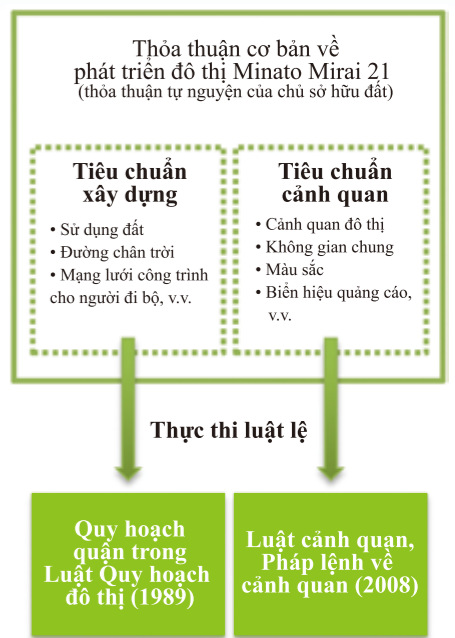 Thỏa thuận cơ bản về
phát triển đô thị Minato Mirai 21
(thỏa thuận tự nguyện của chủ sở hữu đất)
Tiêu chuẩn
xây dựng
• Sử dụng đất
• Đường chân trời
• Mạng lưới công trình
cho người đi bộ, v.v.
Tiêu chuẩn
cảnh quan
• Cảnh quan đô thị
• Không gian chung
• Màu sắc
• Biển hiệu quảng cáo,
v.v.
Thực thi luật lệ
Quy hoạch
quận trong
Luật Quy hoạch
đô thị (1989)
Luật cảnh quan,
Pháp lệnh về
cảnh quan (2008)